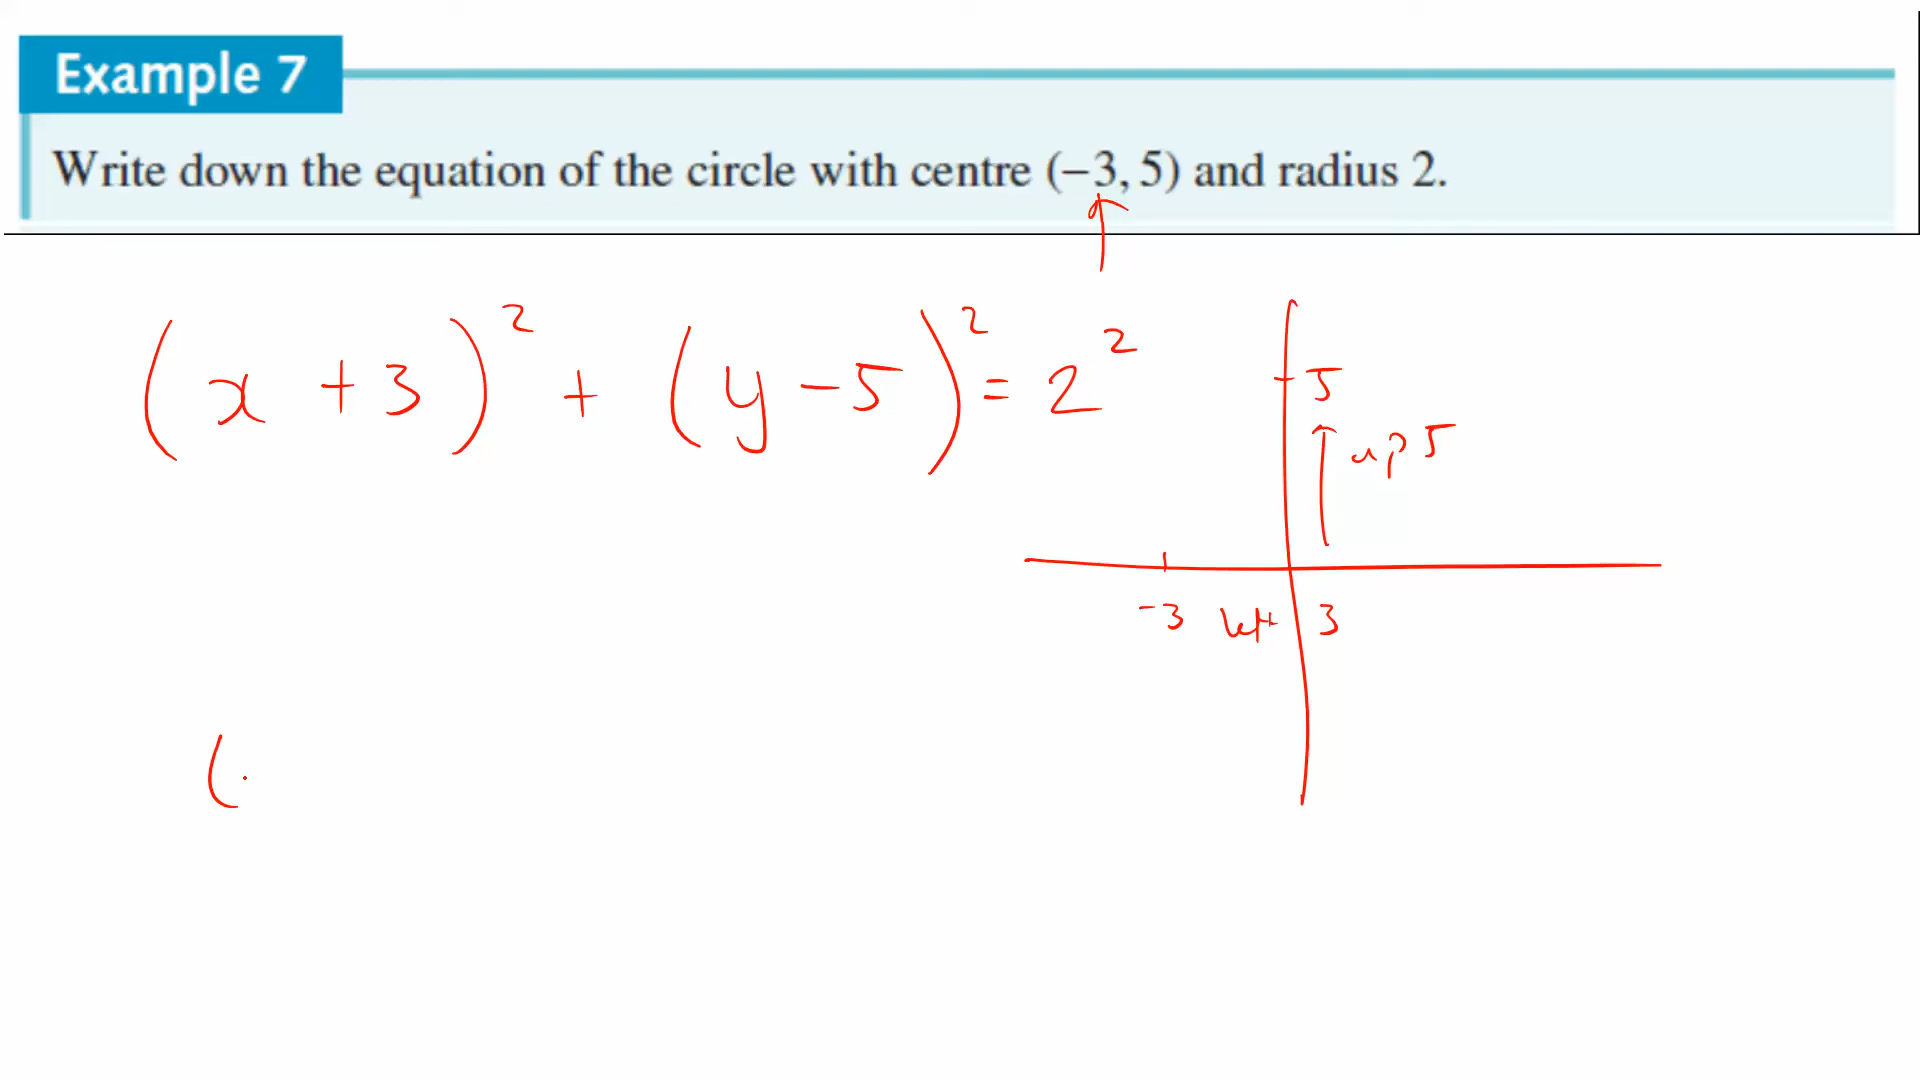 Example 7
Write down the equation of the circle with centre (−3, 5) and radius 2.
(x + 3)² + (y − 5)² = 2²
5
up 5
-3 left 3
(